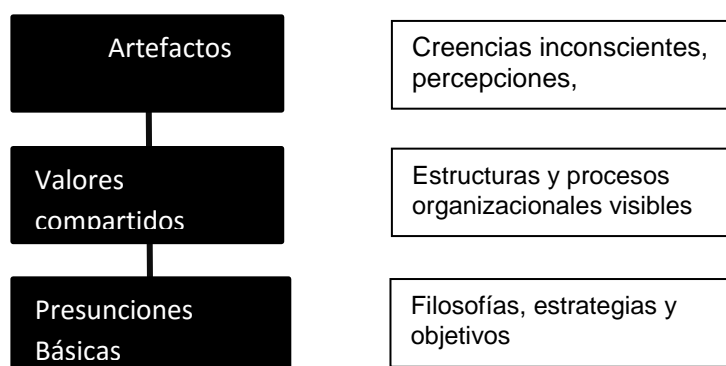 Artefactos
Creencias inconscientes,
percepciones,
Valores
compartidos
Estructuras y procesos
organizacionales visibles
Presunciones
Básicas
Filosofías, estrategias y
objetivos